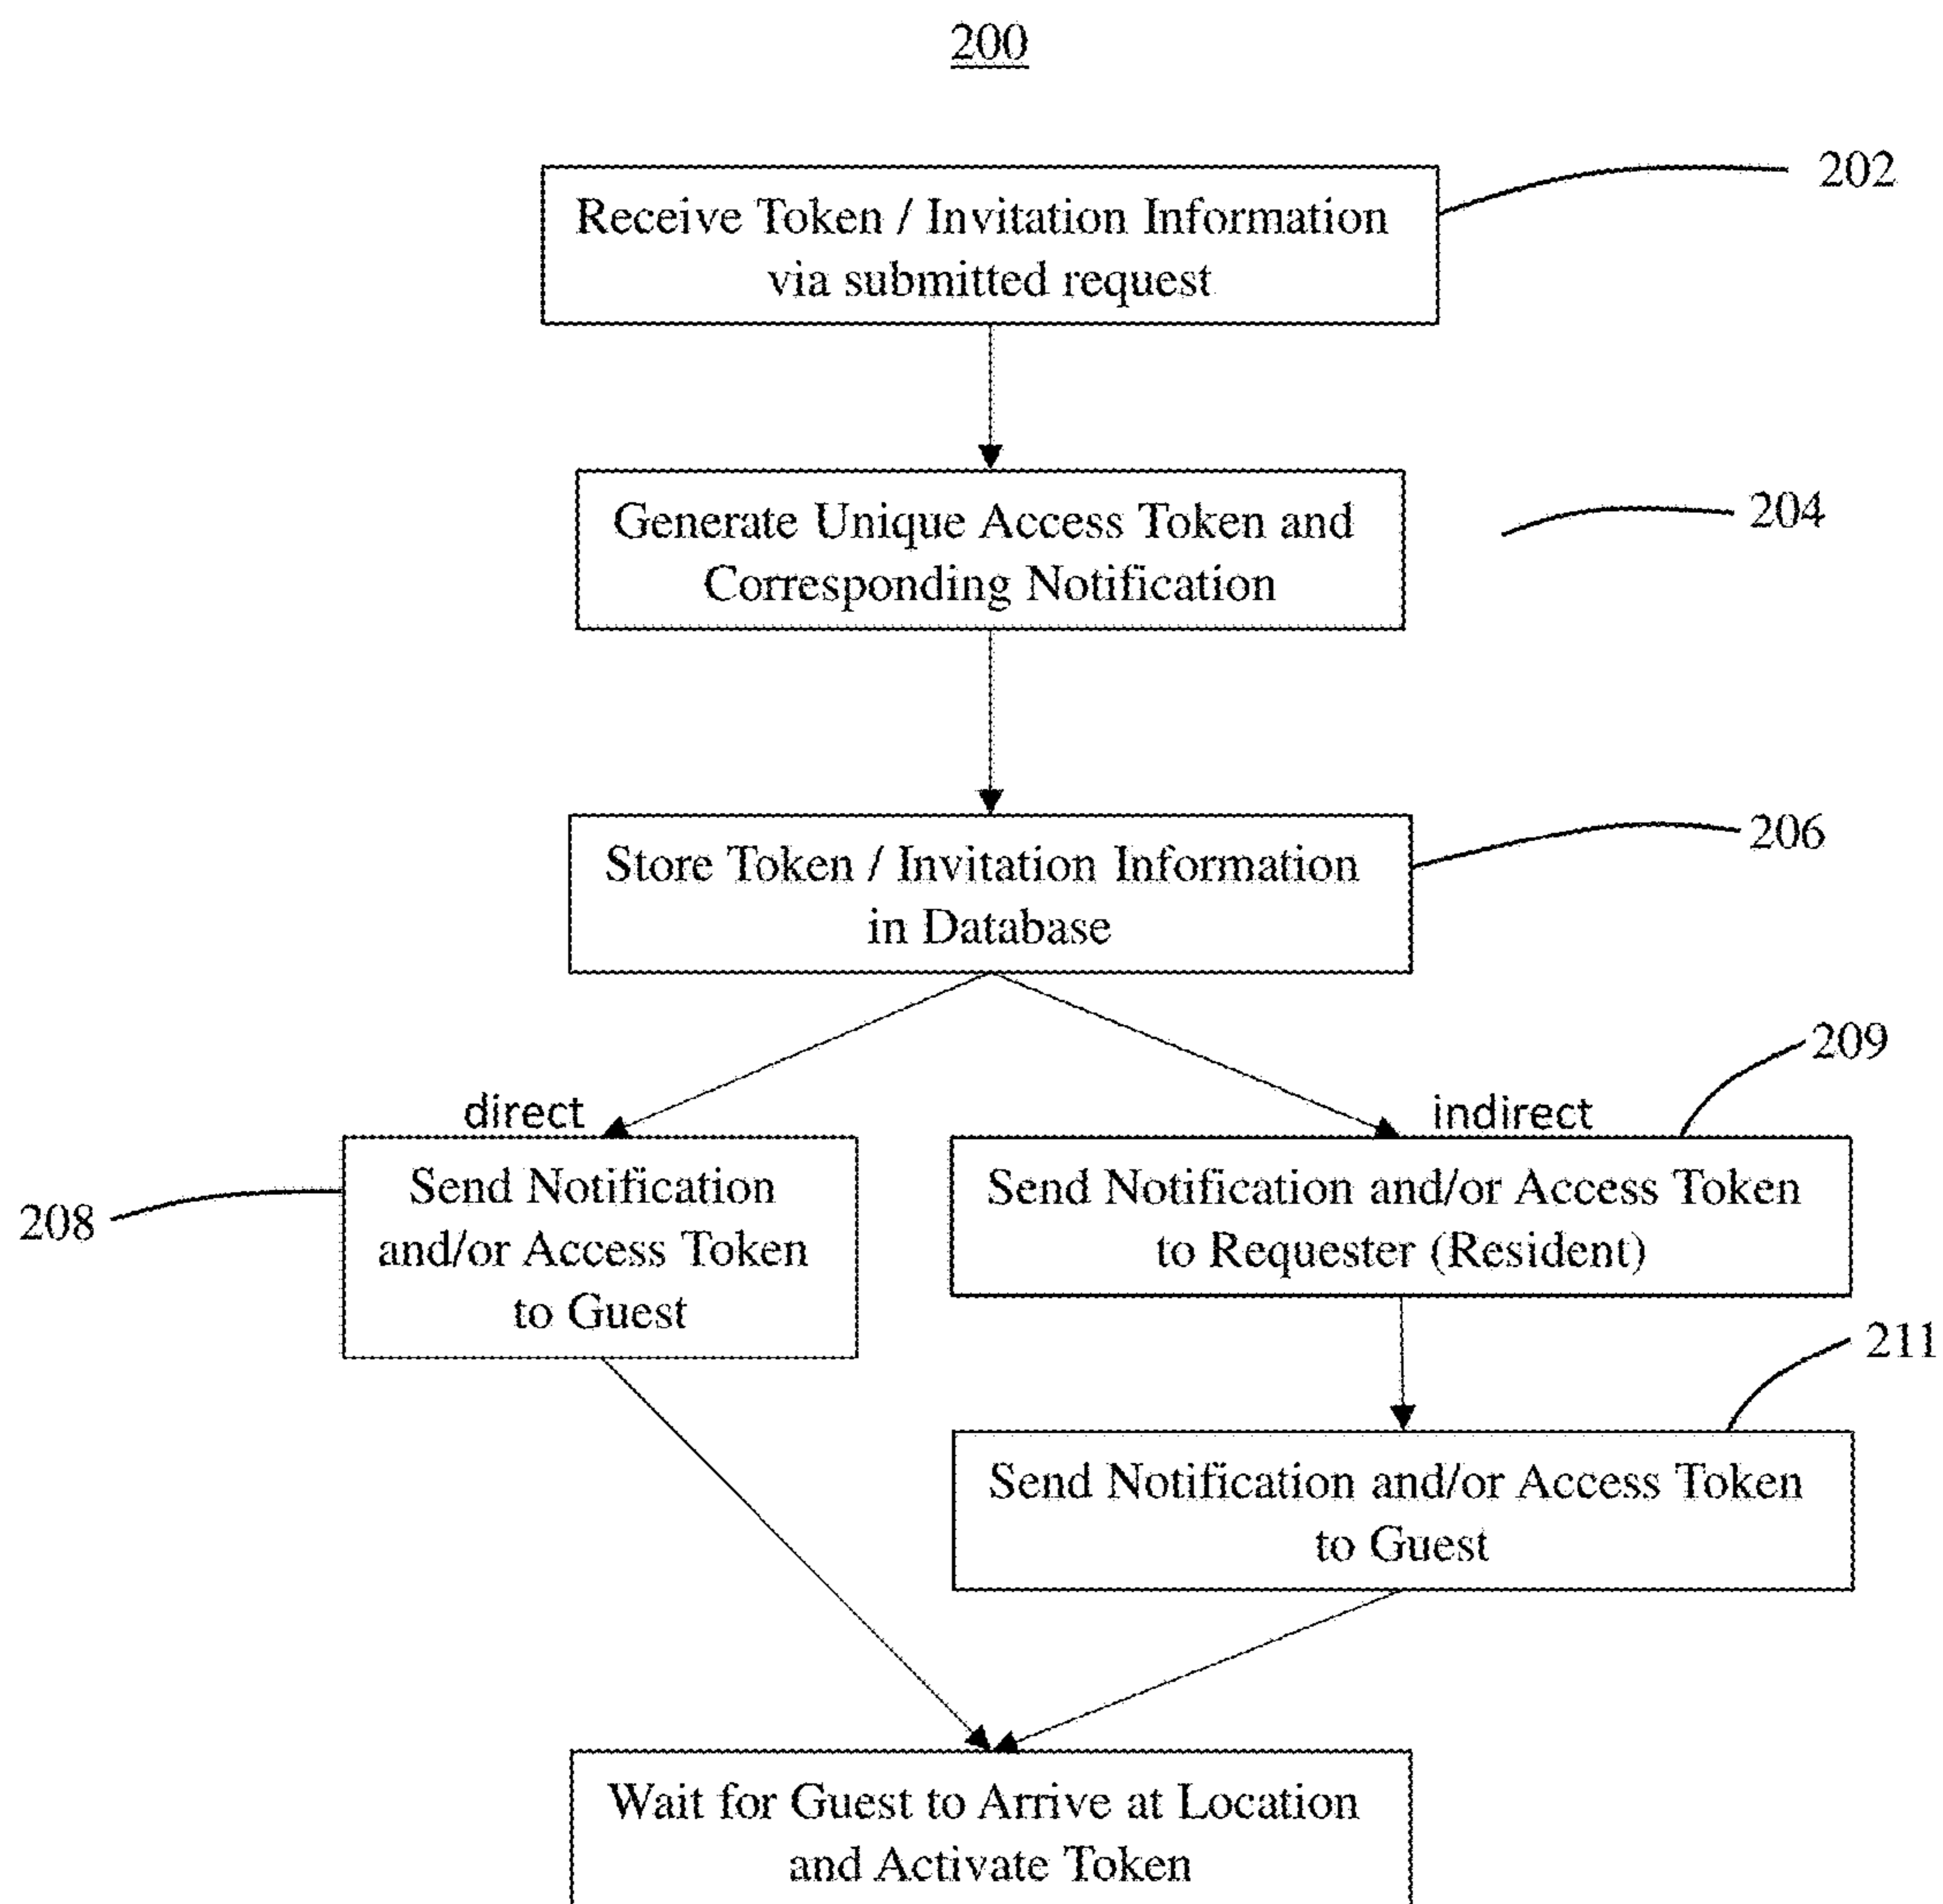 200
202
Receive Token / Invitation Information
via submitted request
204
Generate Unique Access Token and
Corresponding Notification
206
Store Token / Invitation Information
in Database
209
direct
indirect
208
Send Notification
and/or Access Token
to Guest
Send Notification and/or Access Token
to Requester (Resident)
211
Send Notification and/or Access Token
to Guest
Wait for Guest to Arrive at Location
and Activate Token